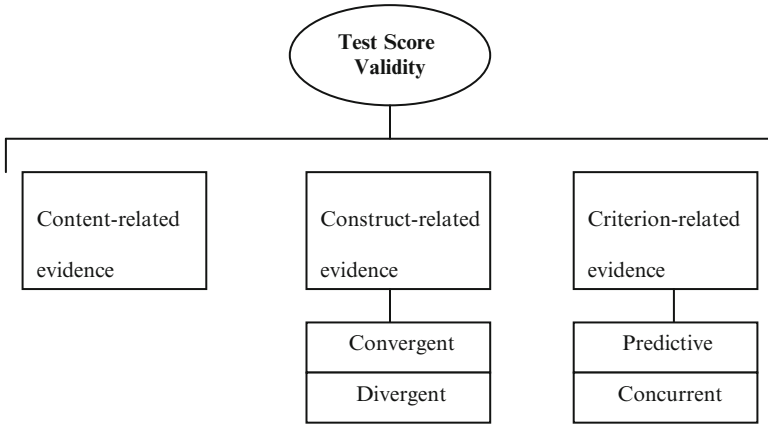 Test Score
Validity
Content-related
evidence
Construct-related
evidence
Criterion-related
evidence
Convergent
Divergent
Predictive
Concurrent